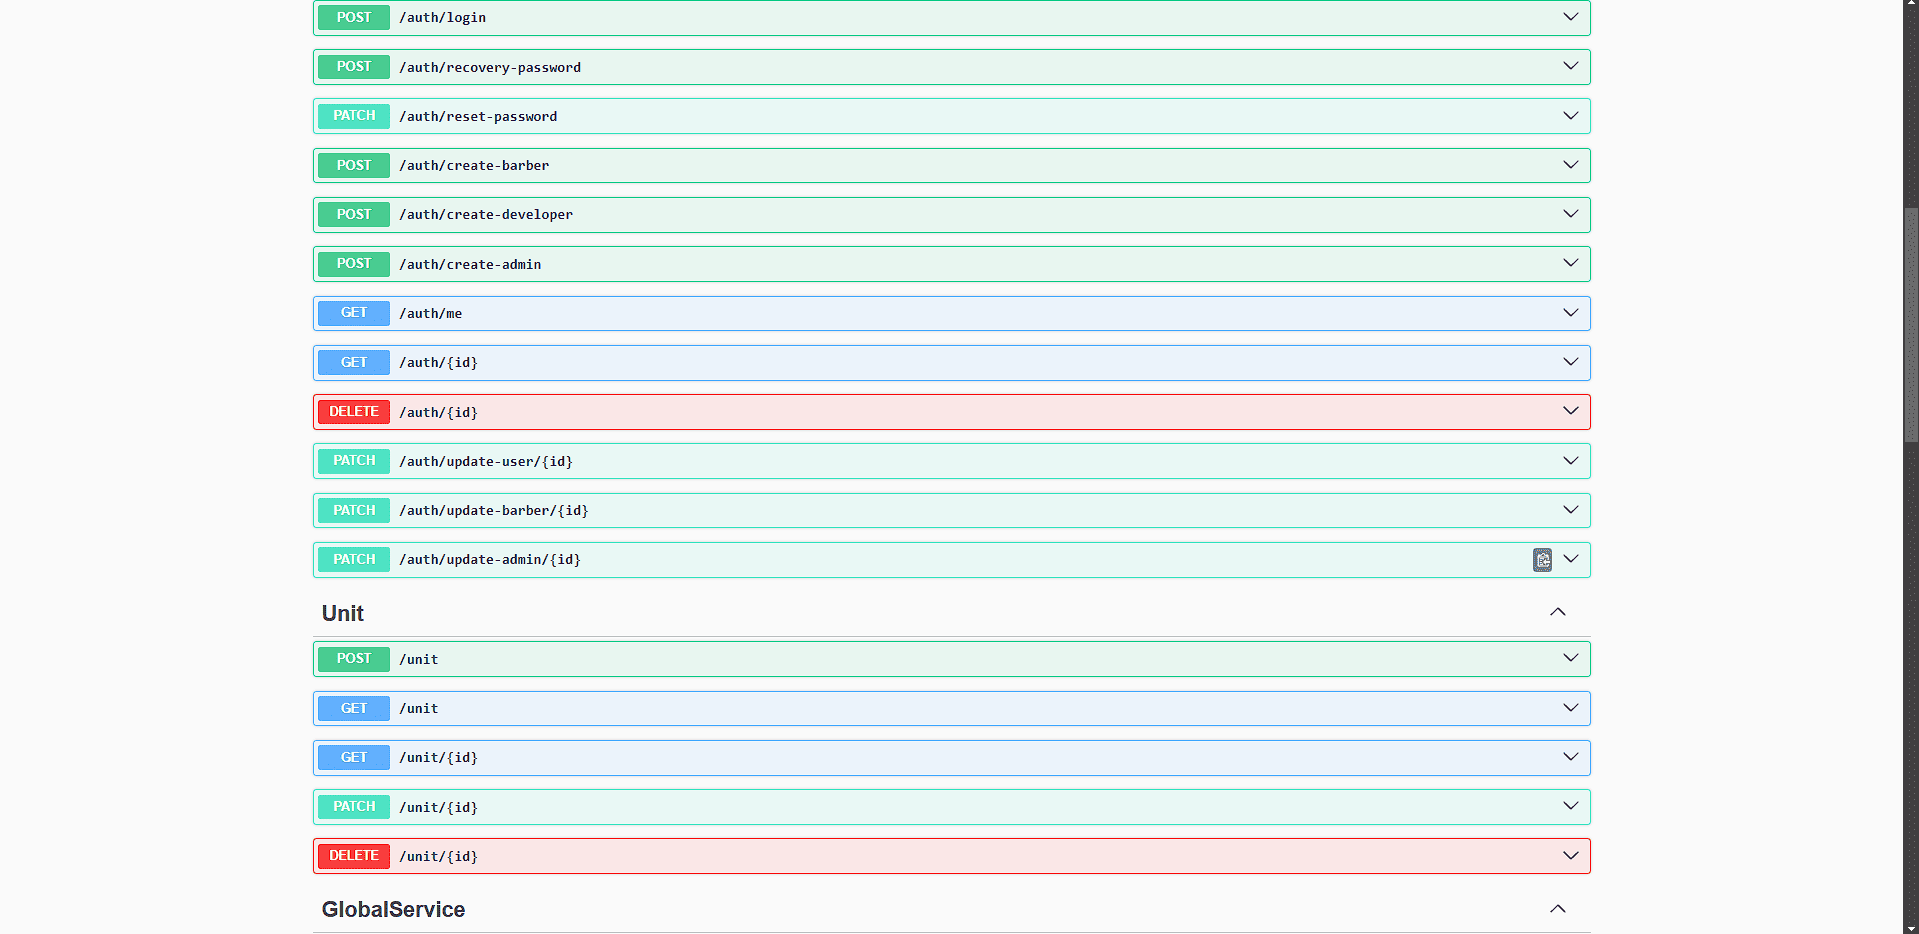 POST /auth/login
POST /auth/recovery-password
PATCH /auth/reset-password
POST /auth/create-barber
POST /auth/create-developer
POST /auth/create-admin
GET /auth/me
GET /auth/{id}
DELETE /auth/{id}
PATCH /auth/update-user/{id}
PATCH /auth/update-barber/{id}
PATCH /auth/update-admin/{id}
Unit
POST /unit
GET /unit
GET /unit/{id}
PATCH /unit/{id}
DELETE /unit/{id}
GlobalService